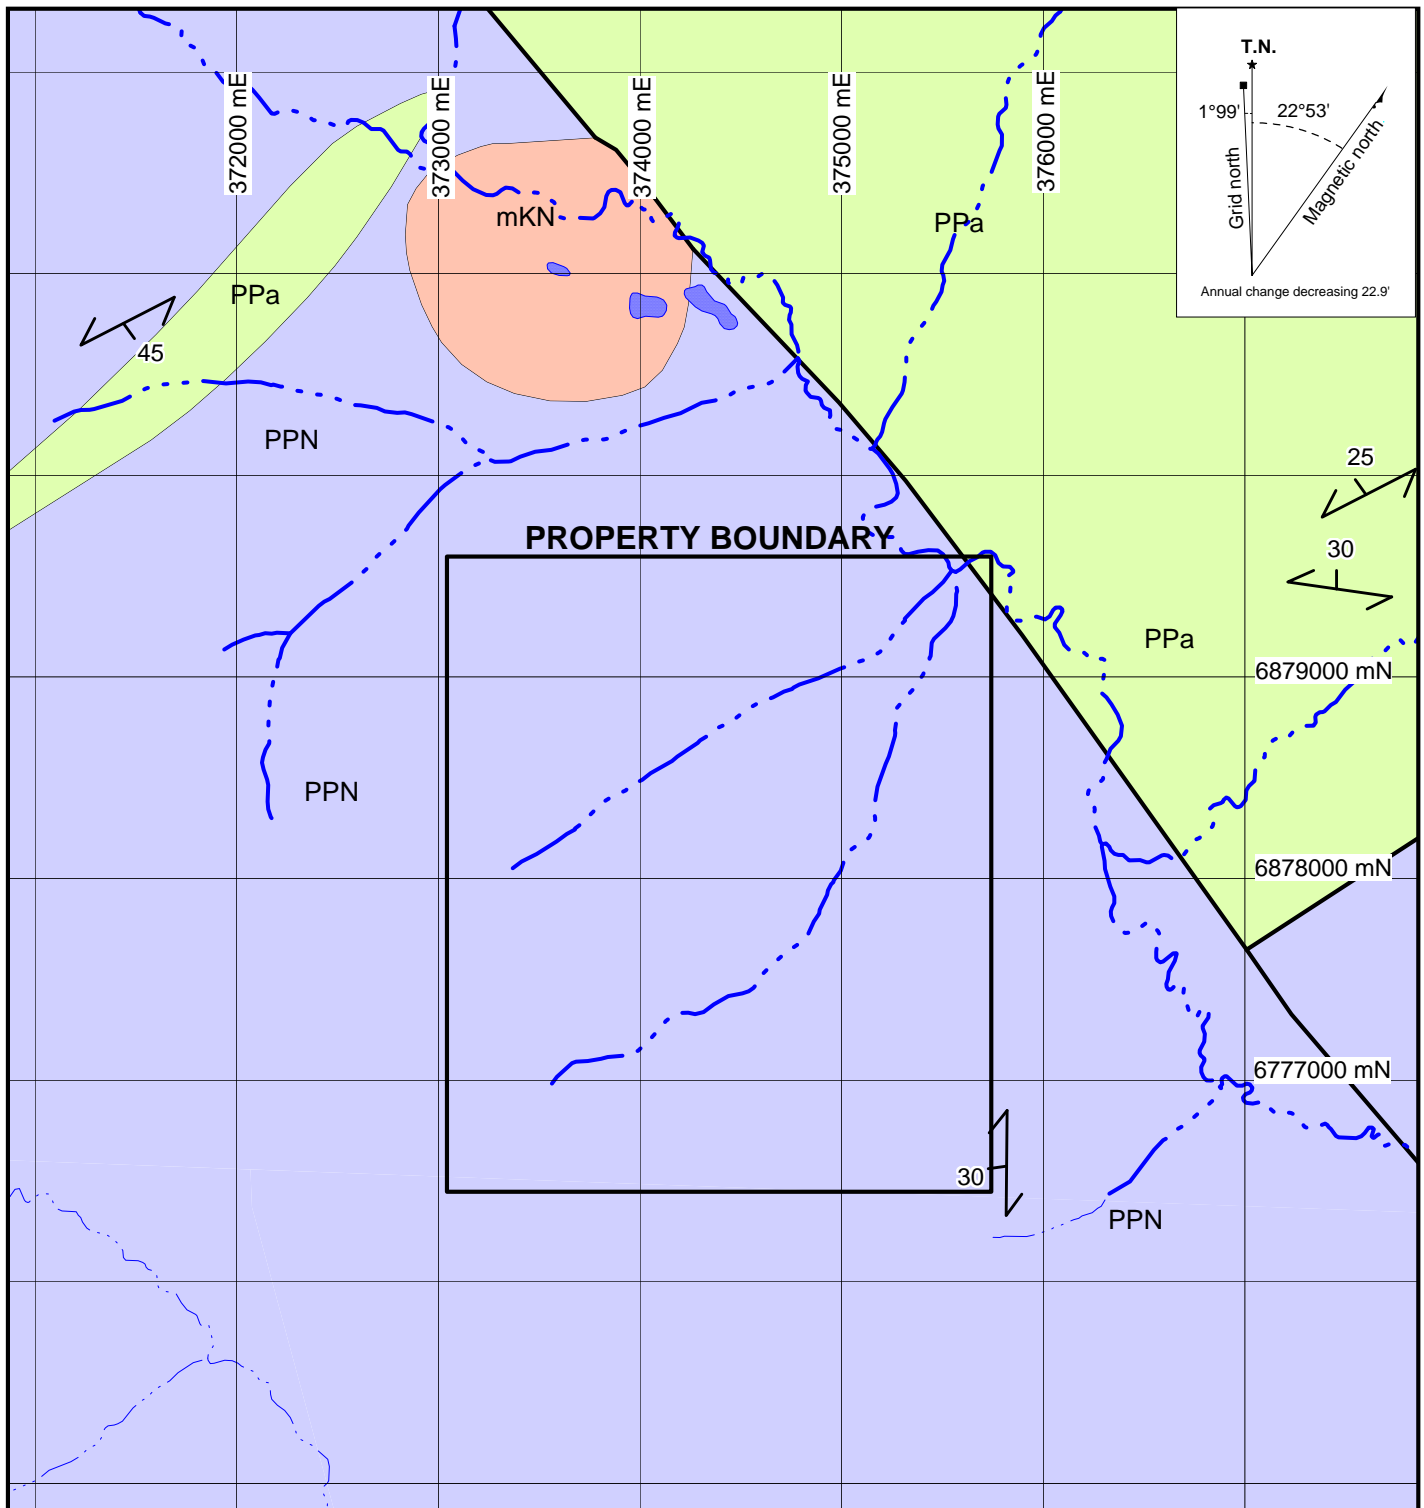 T.N.
1°99'
22°53'
Grid north
Magnetic north
Annual change decreasing 22.9'
372000 mE
373000 mE
374000 mE
375000 mE
376000 mE
mKN
PPa
PPa
45
PPN
25
PROPERTY BOUNDARY
30
PPa
6879000 mN
PPN
6878000 mN
6777000 mN
30
PPN